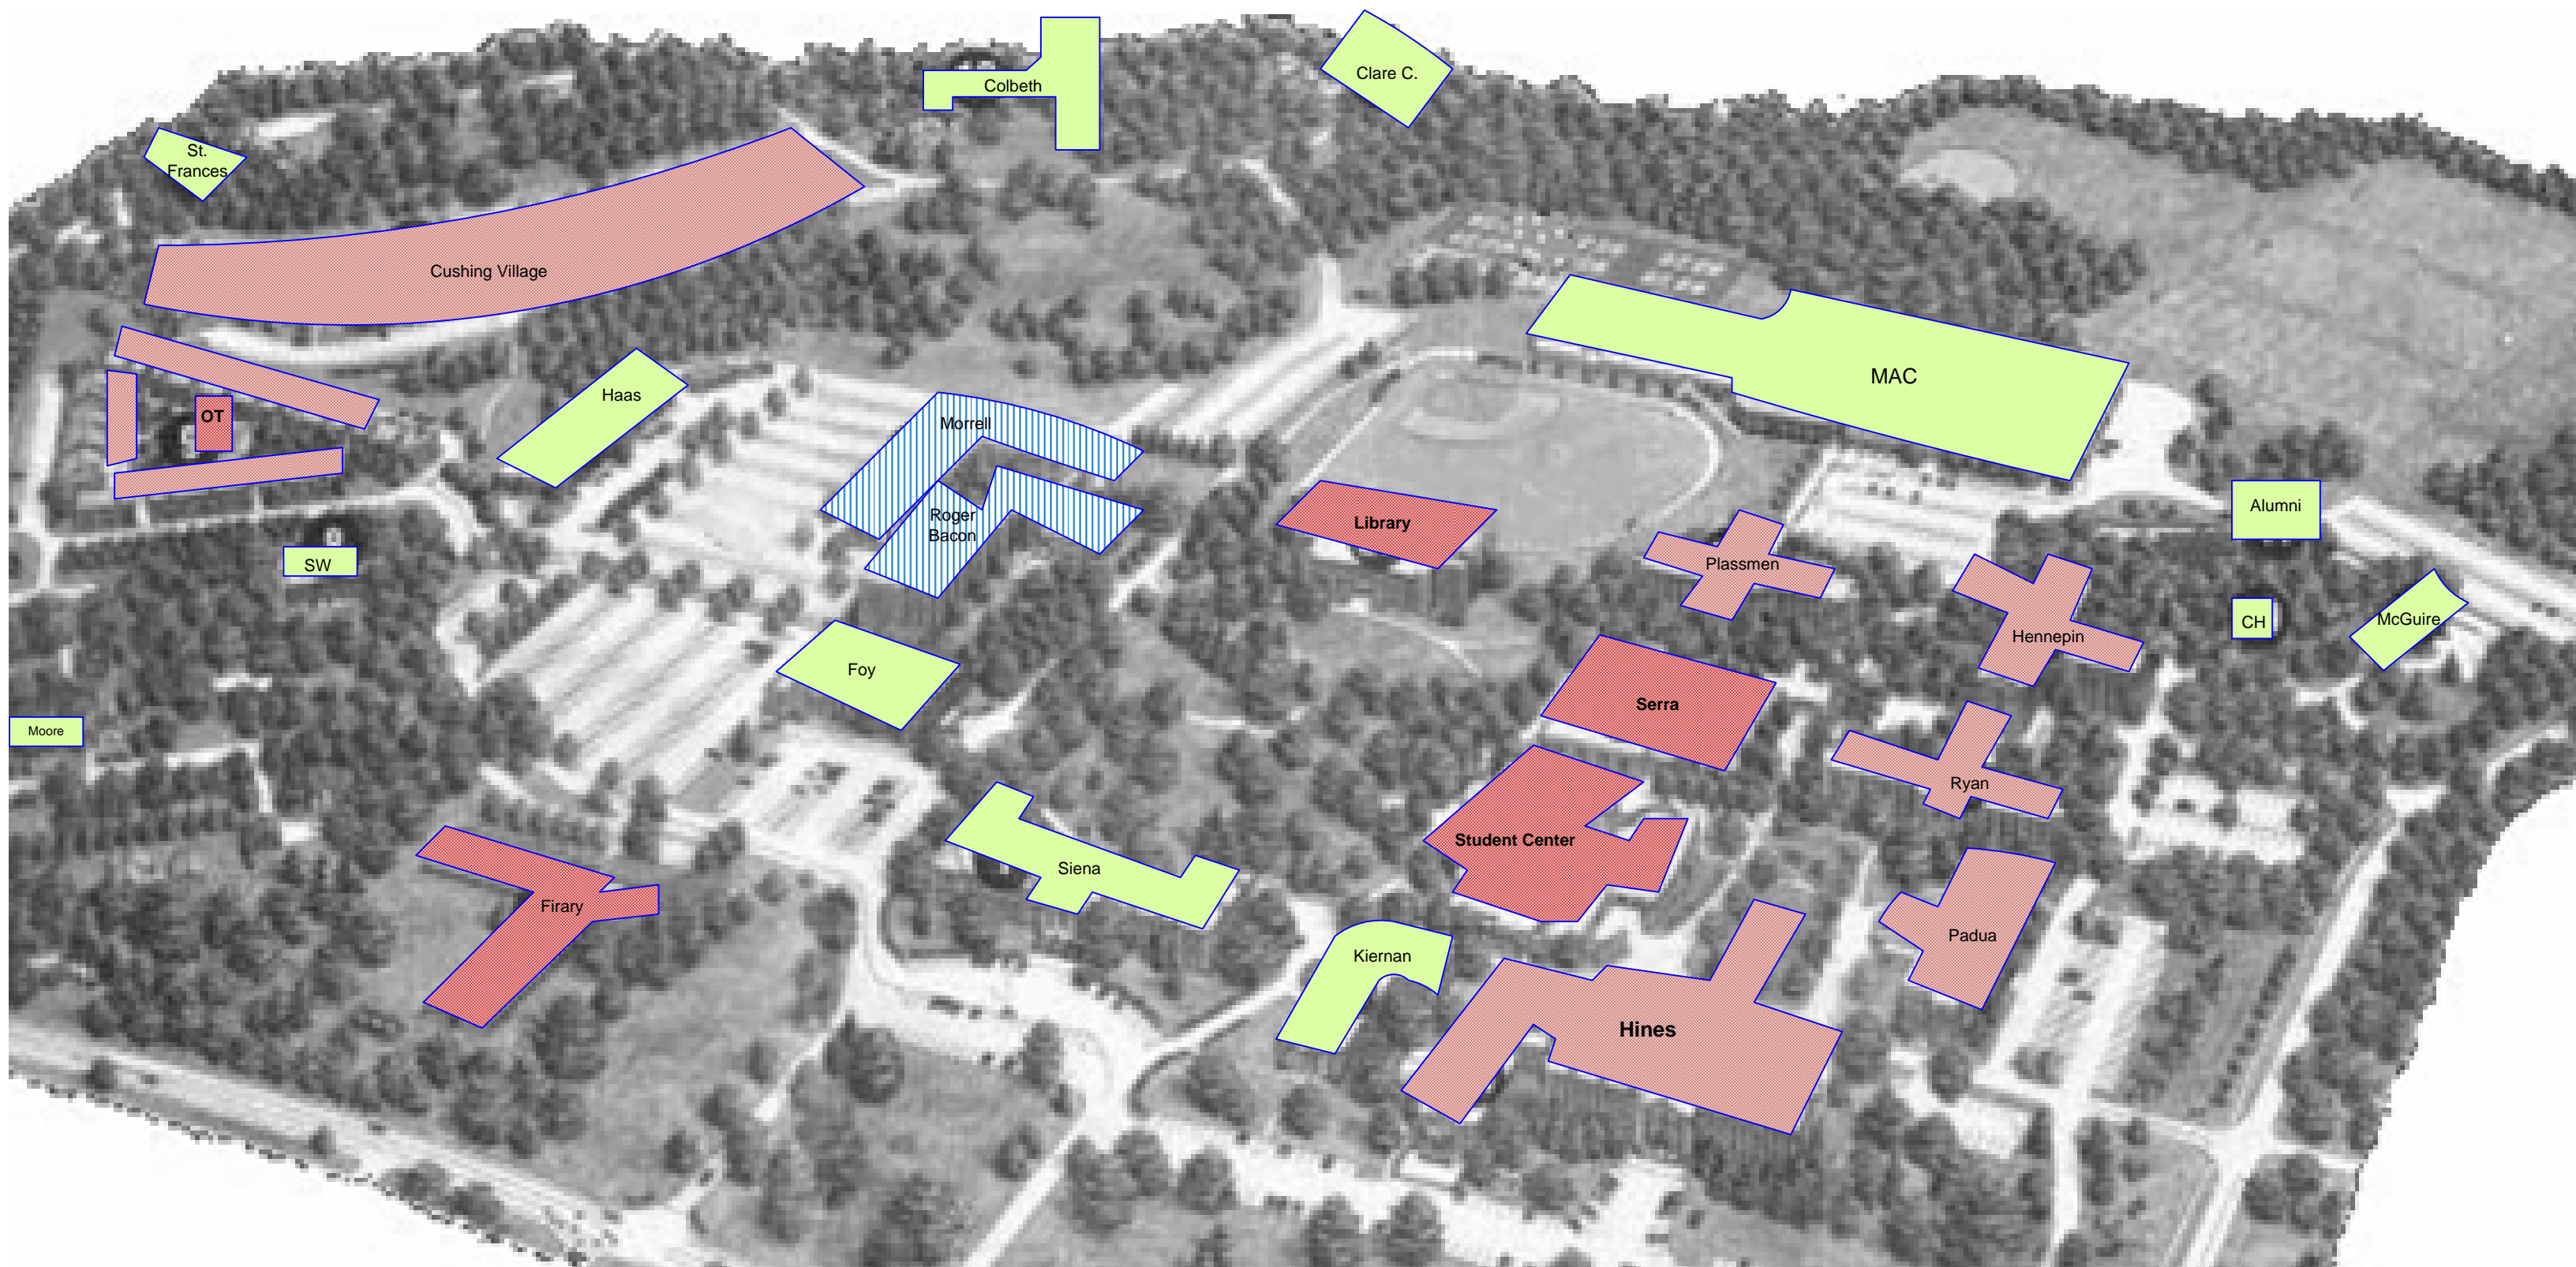 Clare C.
Colbeth
St.
Frances
Cushing Village
MAC
Haas
OT
Morrell
Roger
Bacon
Library
Alumni
SW
Plassmen
Hennepin
CH
McGuire
Foy
Serra
Moore
Ryan
Student Center
Siena
Firary
Padua
Kiernan
Hines